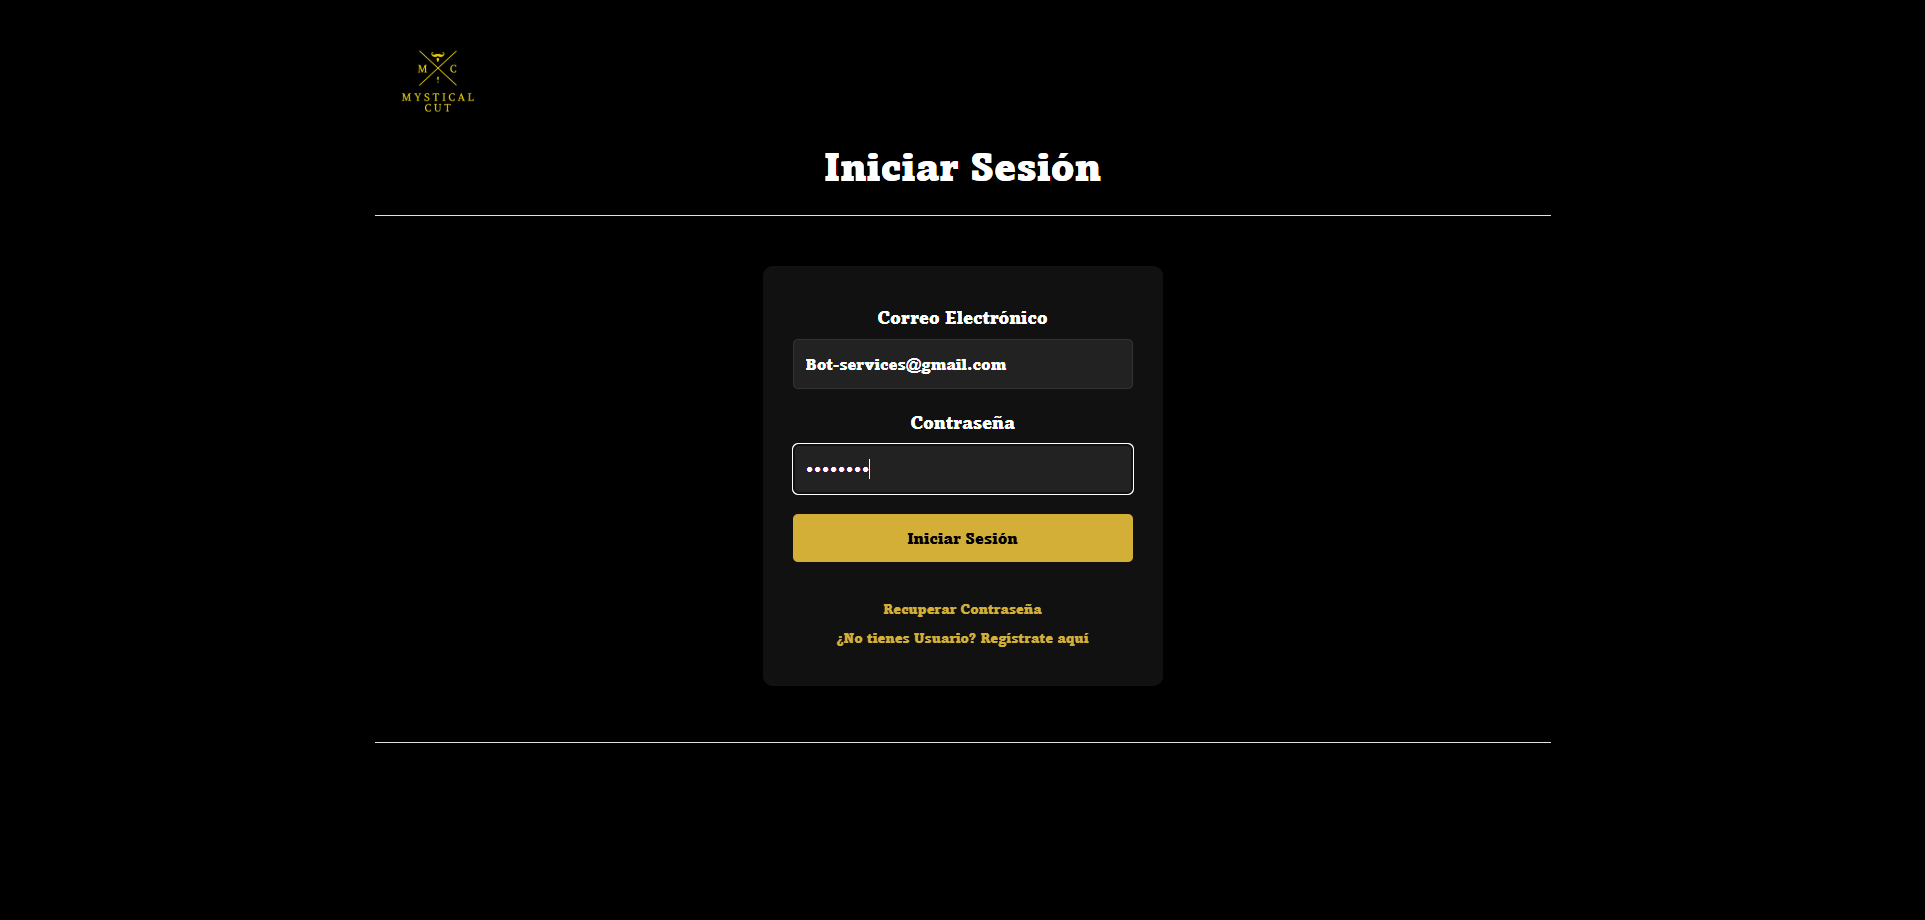 M C
MYSTICAL
CUT
Iniciar Sesión
Correo Electrónico
Bot-services@gmail.com
Contraseña
••••••••
Iniciar Sesión
Recuperar Contraseña
¿No tienes Usuario? Regístrate aquí